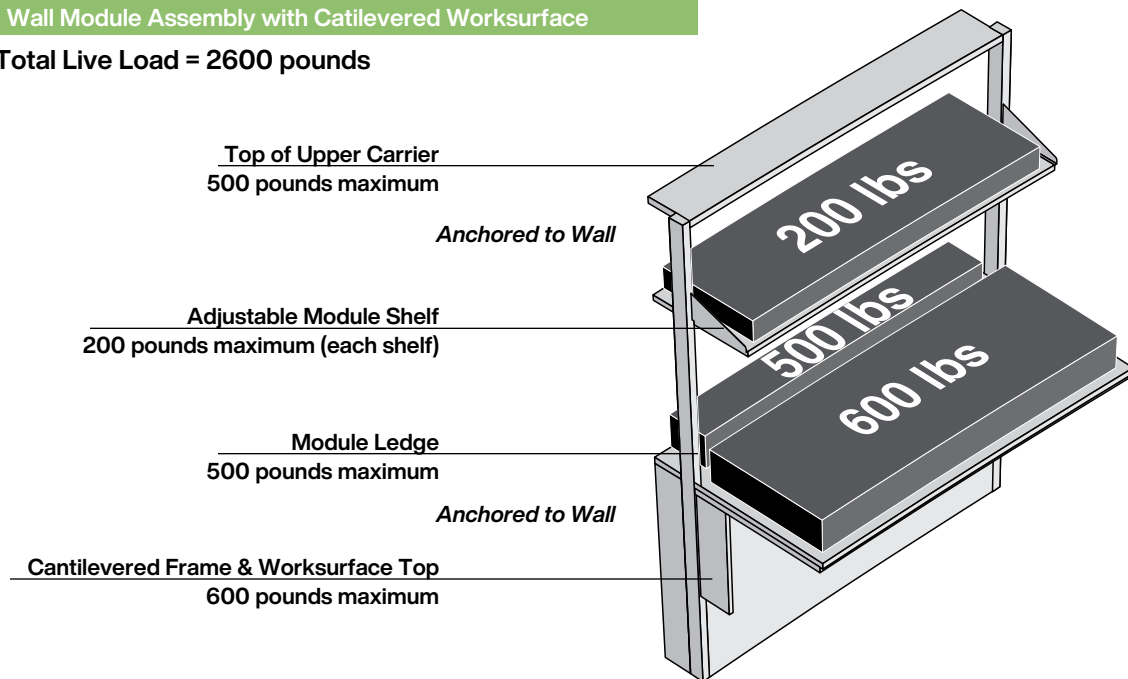 Wall Module Assembly with Catilevered Worksurface
Total Live Load = 2600 pounds
Top of Upper Carrier
500 pounds maximum
Anchored to Wall
Adjustable Module Shelf
200 pounds maximum (each shelf)
Module Ledge
500 pounds maximum
Anchored to Wall
Cantilevered Frame & Worksurface Top
600 pounds maximum
200 lbs
500 lbs
600 lbs